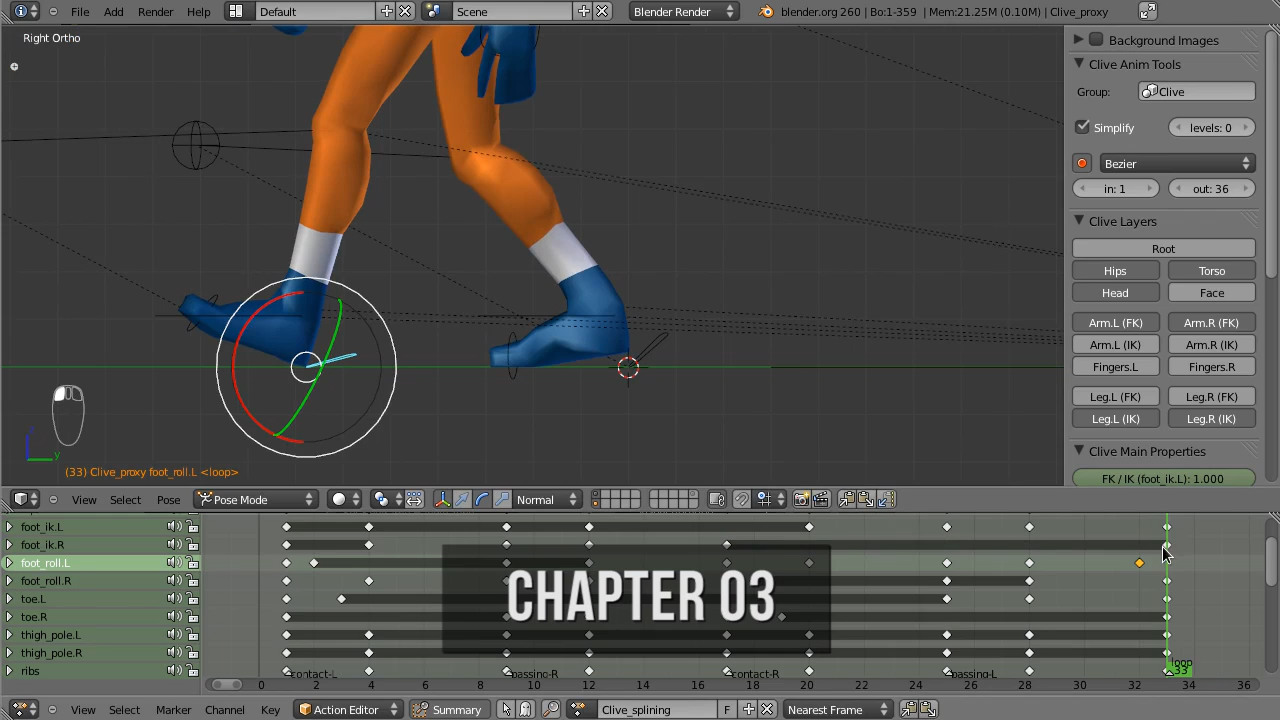 File Add Render Help Default Scene Blender Render blender.org 260 | Bo:1-359 | Mem:21.25M (0.10M) | Clive_proxy
Right Ortho
Background Images
Clive Anim Tools
Group: Clive
Simplify levels: 0
Bezier
in: 1 out: 36
Clive Layers
Root
Hips Torso
Head Face
Arm.L (FK) Arm.R (FK)
Arm.L (IK) Arm.R (IK)
Fingers.L Fingers.R
Leg.L (FK) Leg.R (FK)
Leg.L (IK) Leg.R (IK)
Clive Main Properties
FK / IK (foot_ik.L): 1.000
y
(33) Clive_proxy foot_roll.L <loop>
View Select Pose Pose Mode Normal
foot_ik.L
foot_ik.R
foot_roll.L
foot_roll.R
toe.L
toe.R
thigh_pole.L
thigh_pole.R
ribs
CHAPTER 03
contact-L passing-R contact-R passing-L loop
33
0 2 4 6 8 10 12 14 16 18 20 22 24 26 28 30 32 34 36
View Select Marker Channel Key Action Editor Summary Clive_splining F Nearest Frame